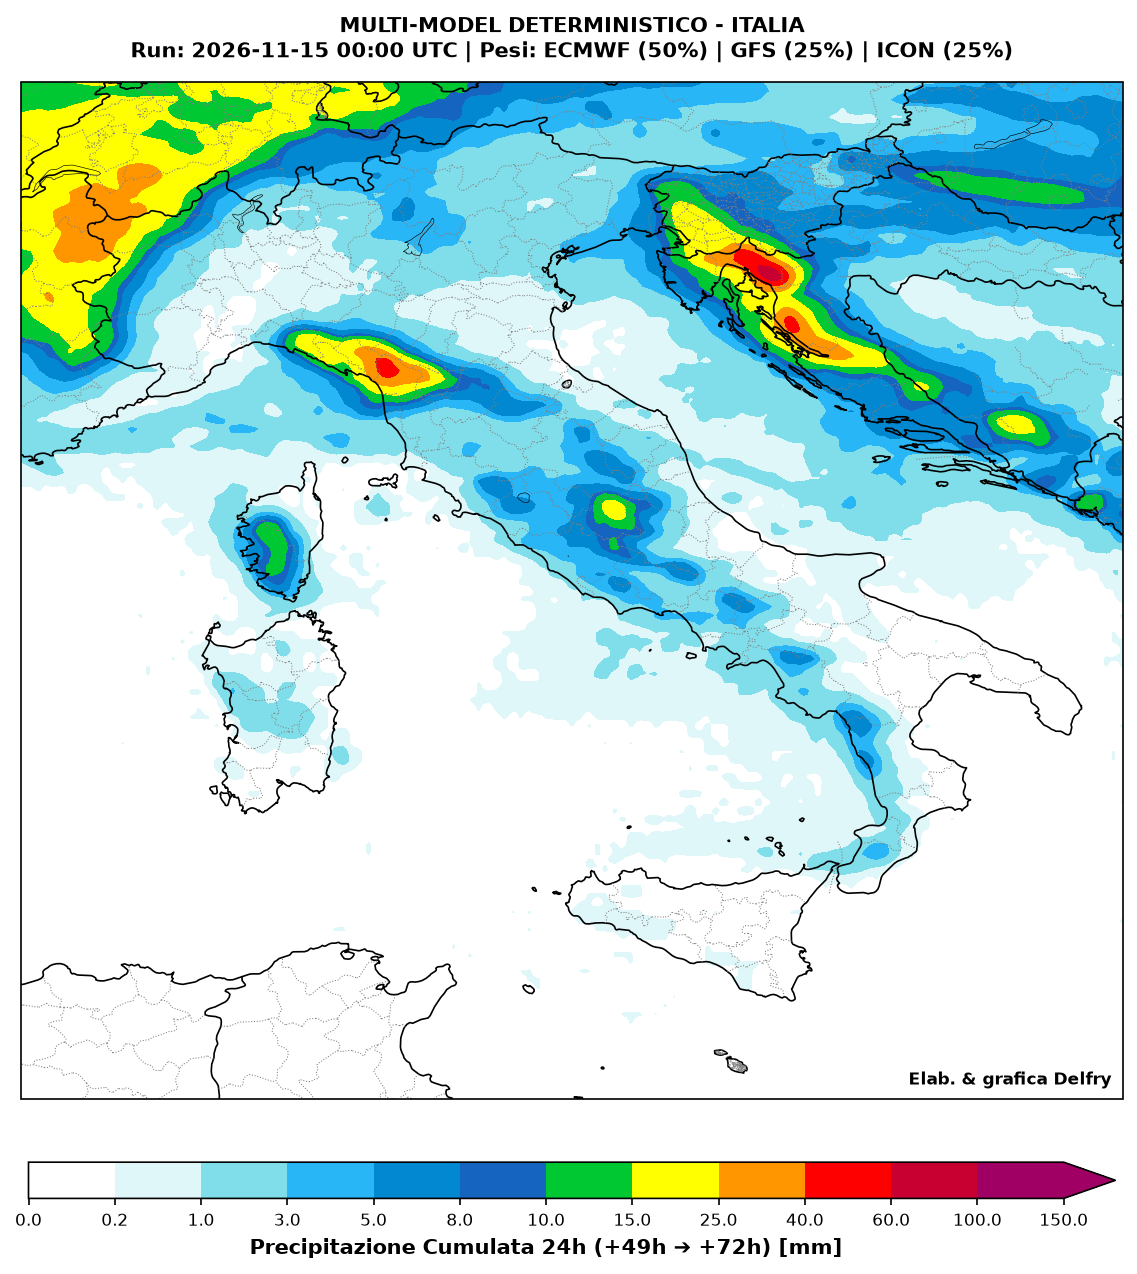 MULTI-MODEL DETERMINISTICO - ITALIA
Run: 2026-11-15 00:00 UTC | Pesi: ECMWF (50%) | GFS (25%) | ICON (25%)
Elab. & grafica Delfry
0.0 0.2 1.0 3.0 5.0 8.0 10.0 15.0 25.0 40.0 60.0 100.0 150.0
Precipitazione Cumulata 24h (+49h → +72h) [mm]